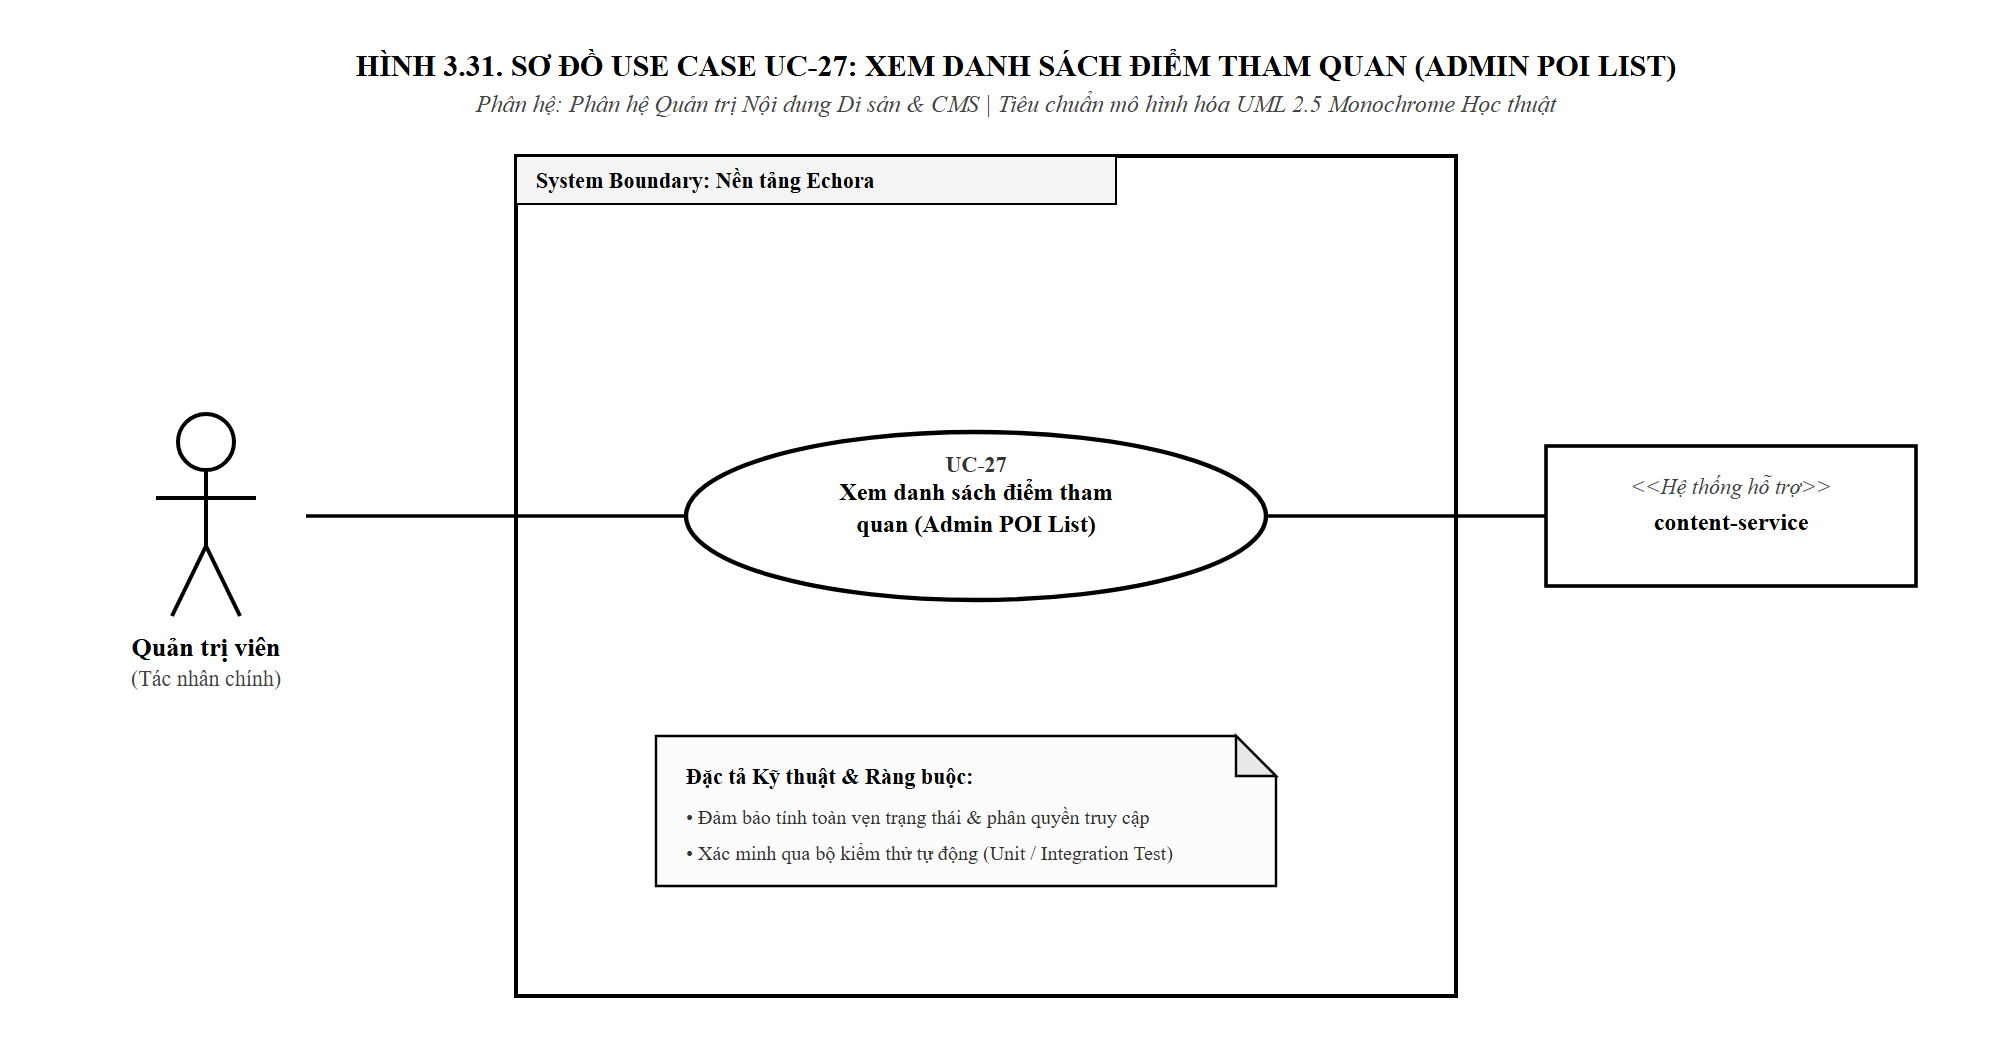 HÌNH 3.31. SƠ ĐỒ USE CASE UC-27: XEM DANH SÁCH ĐIỂM THAM QUAN (ADMIN POI LIST)
Phân hệ: Phân hệ Quản trị Nội dung Di sản & CMS | Tiêu chuẩn mô hình hóa UML 2.5 Monochrome Học thuật
System Boundary: Nền tảng Echora
UC-27
Xem danh sách điểm tham
quan (Admin POI List)
<<Hệ thống hỗ trợ>>
content-service
Quản trị viên
(Tác nhân chính)
Đặc tả Kỹ thuật & Ràng buộc:
• Đảm bảo tính toàn vẹn trạng thái & phân quyền truy cập
• Xác minh qua bộ kiểm thử tự động (Unit / Integration Test)